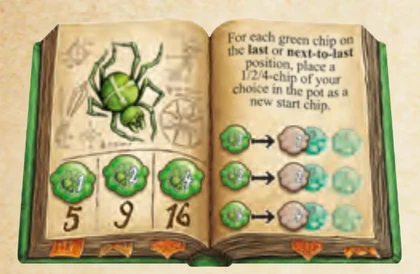 1 2 4
5 9 16
For each green chip on
the last or next-to-last
position, place a
1/2/4-chip of your
choice in the pot as a
new start chip.